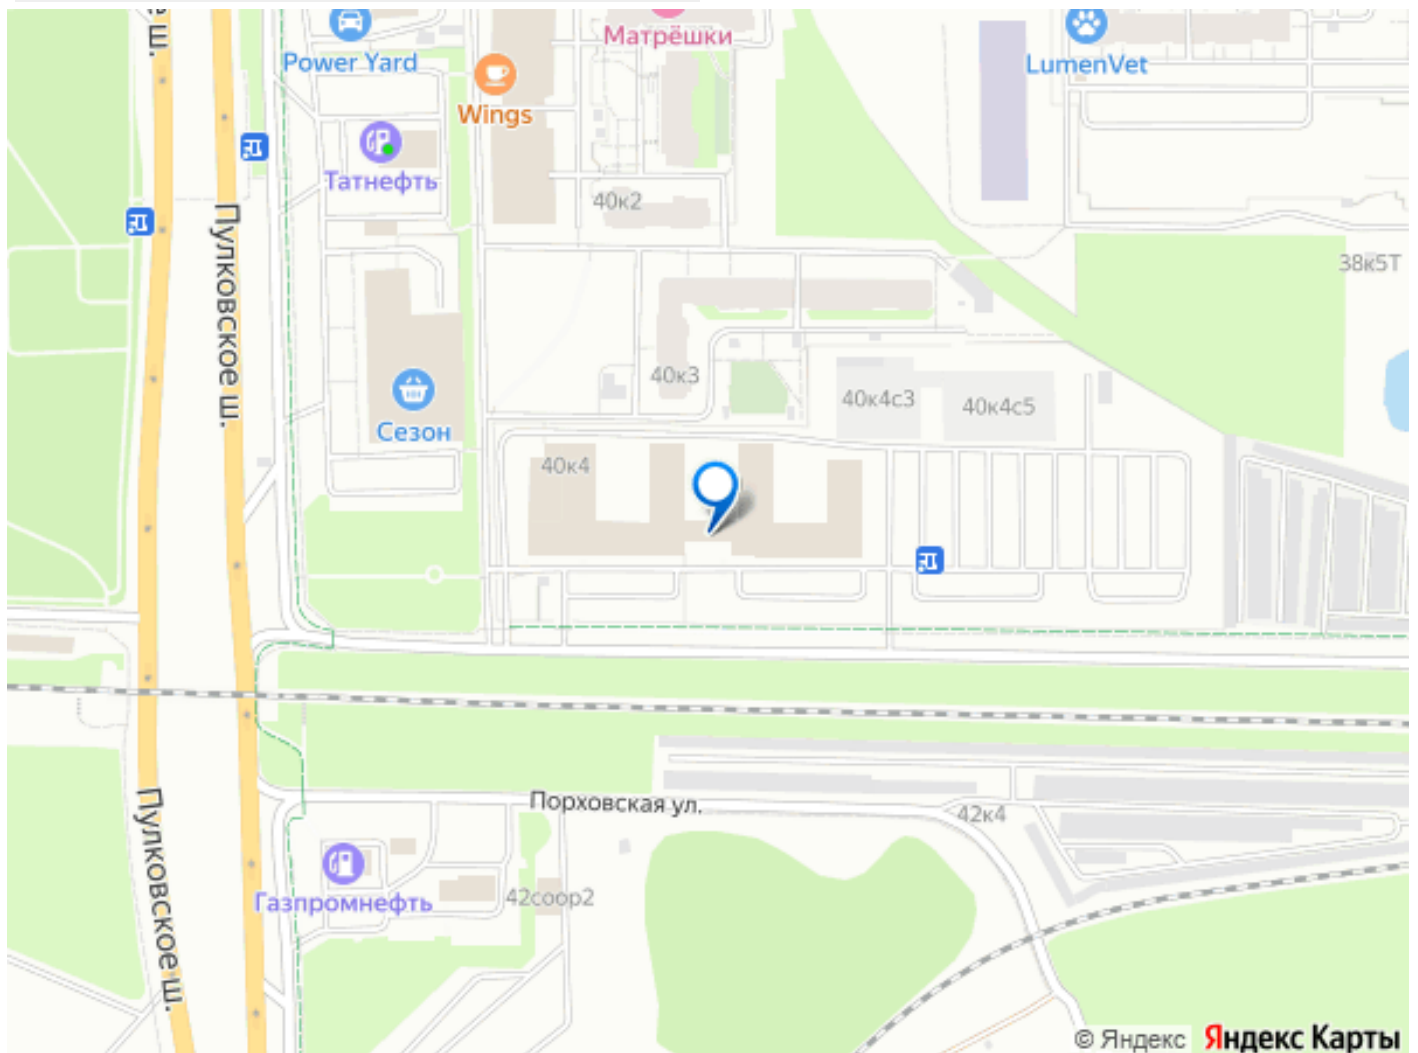 Матрёшки
ш.
Power Yard
LumenVet
Wings
Татнефть
40к2
Пулковское ш.
38к5Т
40к3
40к4с3
40к4с5
Сезон
40к4
Порховская ул.
42к4
Пулковское ш.
Газпромнефть
42соор2
© Яндекс Яндекс Карты